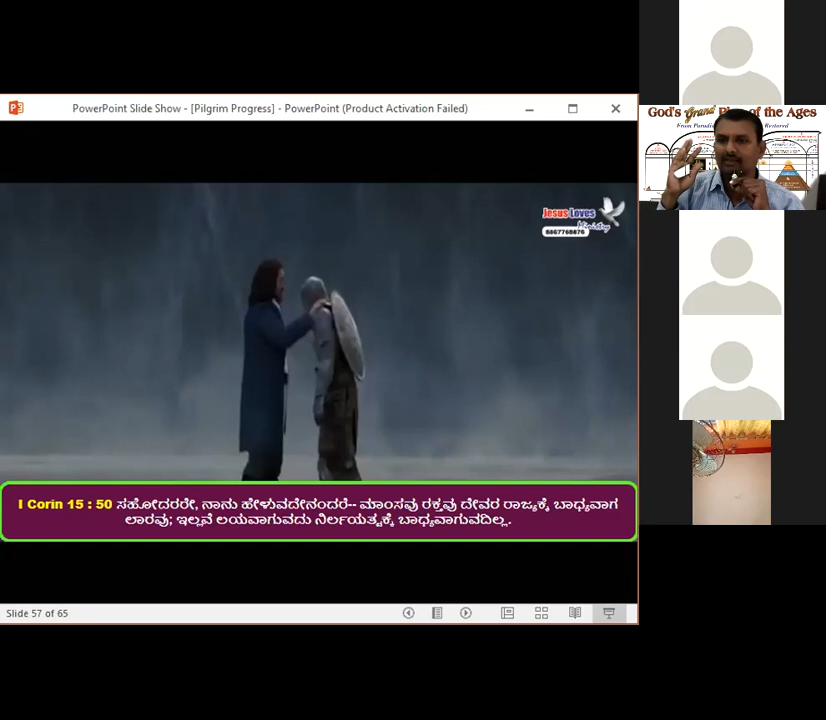 PowerPoint Slide Show - [Pilgrim Progress] - PowerPoint (Product Activation Failed)
God's Grand Plan of the Ages
Jesus Loves
Ministry
8867768876
I Corin 15 : 50 ಸಹೋದರರೇ, ನಾನು ಹೇಳುವದೇನಂದರೆ-- ಮಾಂಸವು ರಕ್ತವು ದೇವರ ರಾಜ್ಯಕ್ಕೆ ಬಾಧ್ಯವಾಗ
ಲಾರವು; ಇಲ್ಲವೆ ಲಯವಾಗುವದು ನಿರ್ಲಯತ್ವಕ್ಕೆ ಬಾಧ್ಯವಾಗುವದಿಲ್ಲ.
Slide 57 of 65